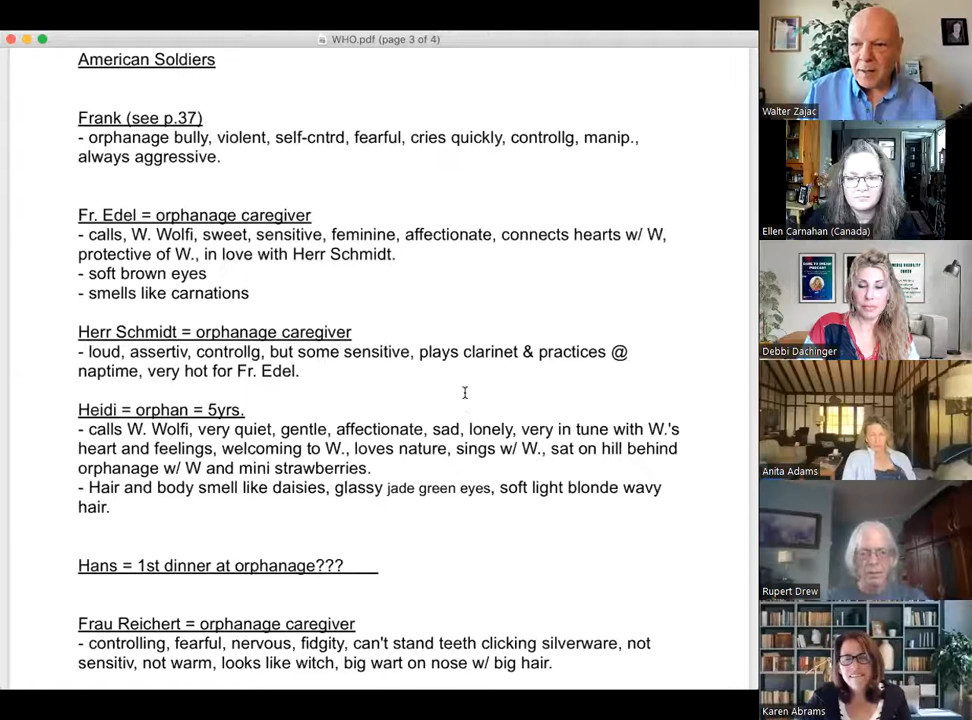 WHO.pdf (page 3 of 4)
American Soldiers
Frank (see p.37)
- orphanage bully, violent, self-cntrd, fearful, cries quickly, controllg, manip.,
always aggressive.
Fr. Edel = orphanage caregiver
- calls, W. Wolfi, sweet, sensitive, feminine, affectionate, connects hearts w/ W,
protective of W., in love with Herr Schmidt.
- soft brown eyes
- smells like carnations
Herr Schmidt = orphanage caregiver
- loud, assertiv, controllg, but some sensitive, plays clarinet & practices @
naptime, very hot for Fr. Edel.
Heidi = orphan = 5yrs.
- calls W. Wolfi, very quiet, gentle, affectionate, sad, lonely, very in tune with W.'s
heart and feelings, welcoming to W., loves nature, sings w/ W., sat on hill behind
orphanage w/ W and mini strawberries.
- Hair and body smell like daisies, glassy jade green eyes, soft light blonde wavy
hair.
Hans = 1st dinner at orphanage???
Frau Reichert = orphanage caregiver
- controlling, fearful, nervous, fidgity, can't stand teeth clicking silverware, not
sensitiv, not warm, looks like witch, big wart on nose w/ big hair.
Walter Zajac
Ellen Carnahan (Canada)
Debbi Dachinger
Anita Adams
Rupert Drew
Karen Abrams